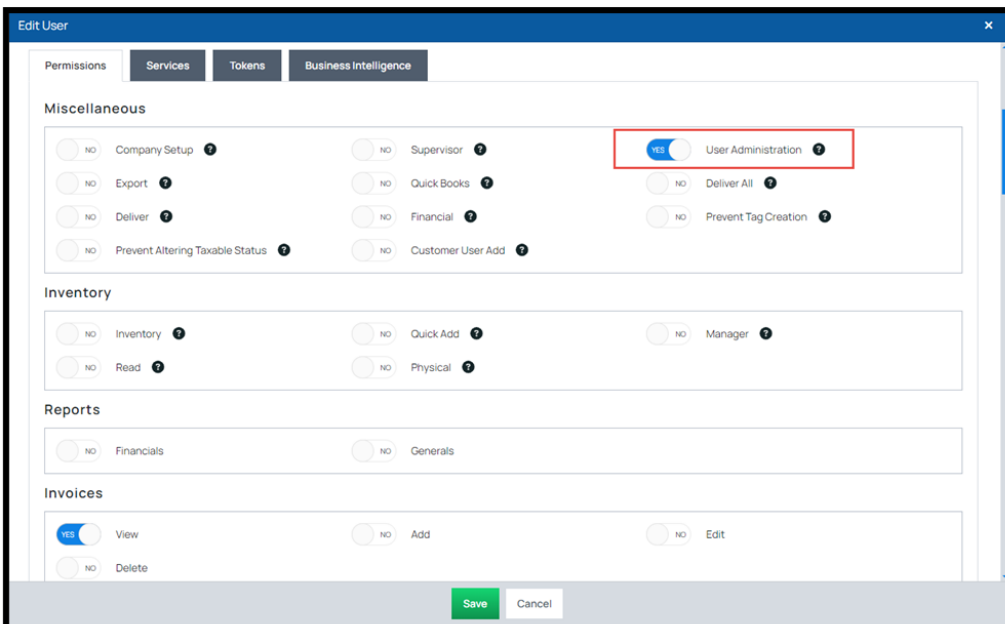 Edit User ×
Permissions Services Tokens Business Intelligence
Miscellaneous
NO Company Setup ? NO Supervisor ? YES User Administration ?
NO Export ? NO Quick Books ? NO Deliver All ?
NO Deliver ? NO Financial ? NO Prevent Tag Creation ?
NO Prevent Altering Taxable Status ? NO Customer User Add ?
Inventory
NO Inventory ? NO Quick Add ? NO Manager ?
NO Read ? NO Physical ?
Reports
NO Financials NO Generals
Invoices
YES View NO Add NO Edit
NO Delete
Save Cancel